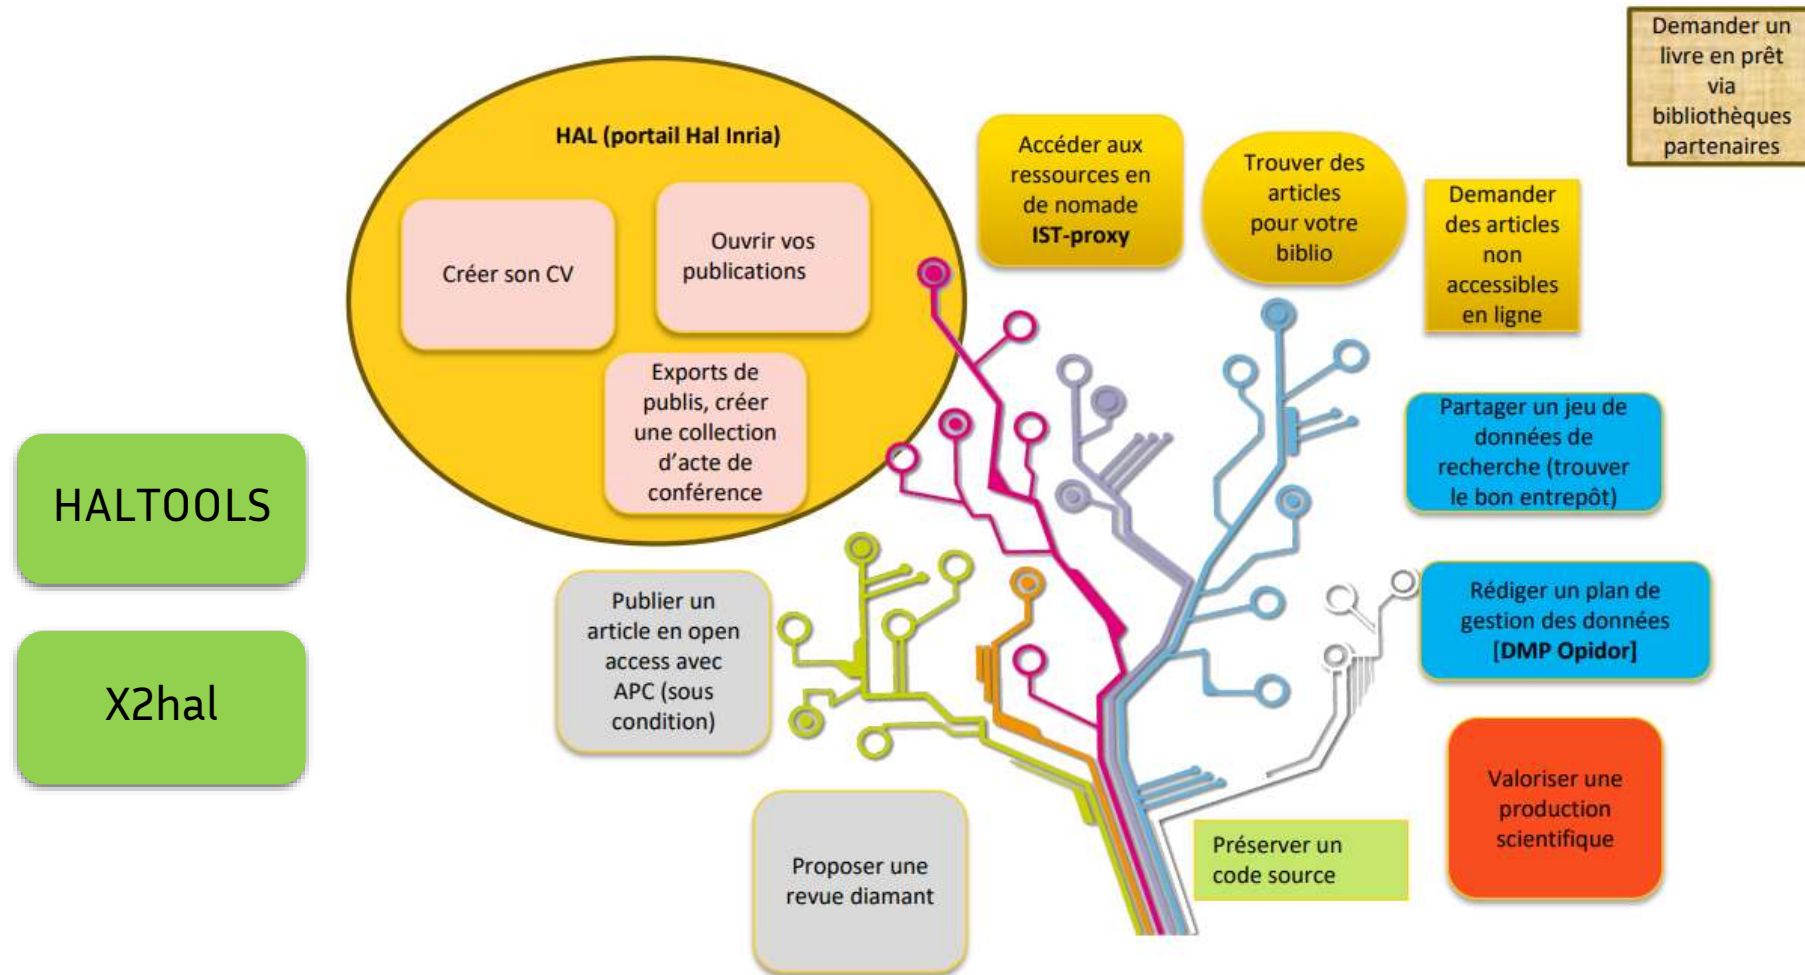 Demander un
livre en prêt
via
bibliothèques
partenaires
HAL (portail Hal Inria)
Créer son CV
Ouvrir vos
publications
Exports de
publis, créer
une collection
d’acte de
conférence
Accéder aux
ressources en
de nomade
IST-proxy
Trouver des
articles
pour votre
biblio
Demander
des articles
non
accessibles
en ligne
HALTOOLS
X2hal
Partager un jeu de
données de
recherche (trouver
le bon entrepôt)
Publier un
article en open
access avec
APC (sous
condition)
Rédiger un plan de
gestion des données
[DMP Opidor]
Proposer une
revue diamant
Préserver un
code source
Valoriser une
production
scientifique